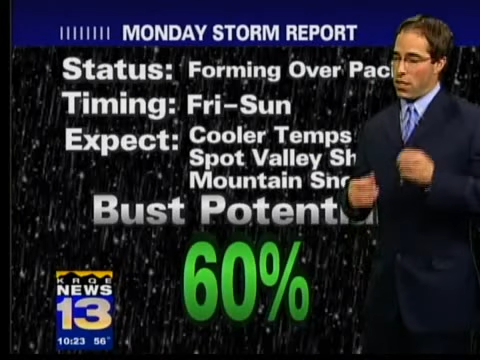 MONDAY STORM REPORT
Status: Forming Over Pac
Timing: Fri-Sun
Expect: Cooler Temps
Spot Valley Sh
Mountain Sno
Bust Potential
60%
KRQE
NEWS
13
10:23 56°